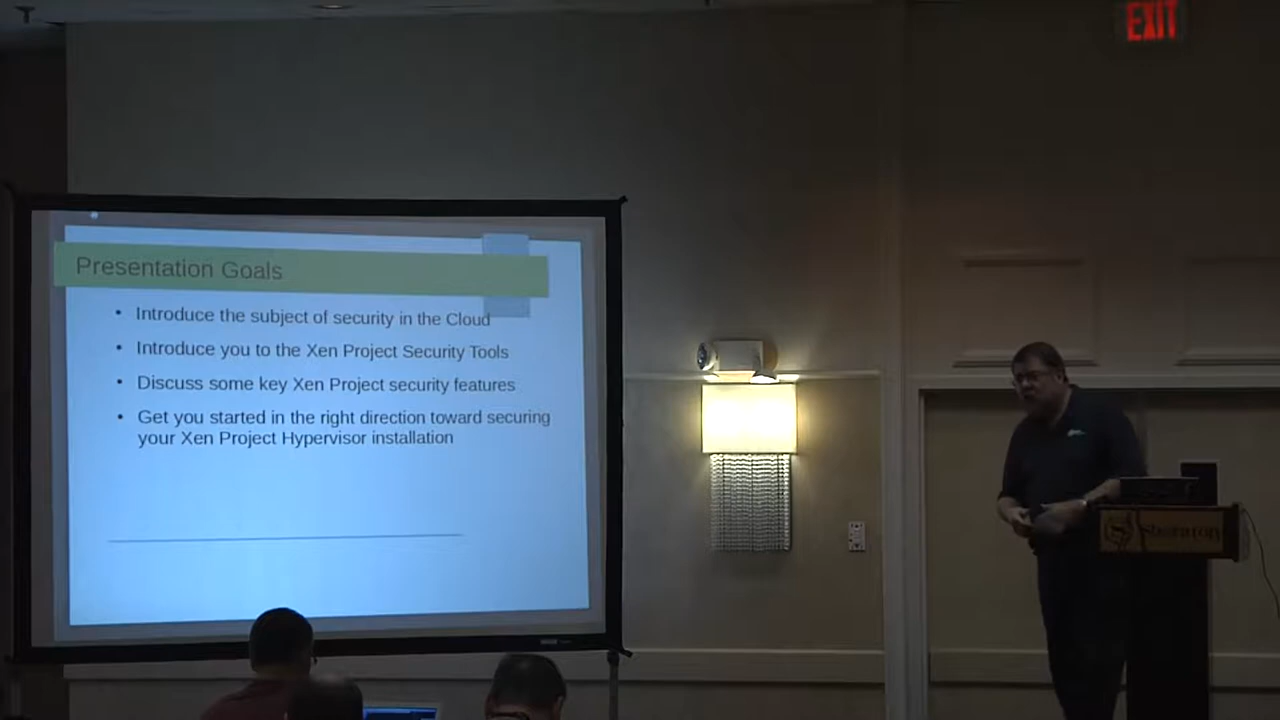 EXIT
Presentation Goals
• Introduce the subject of security in the Cloud
• Introduce you to the Xen Project Security Tools
• Discuss some key Xen Project security features
• Get you started in the right direction toward securing
your Xen Project Hypervisor installation
Sheraton